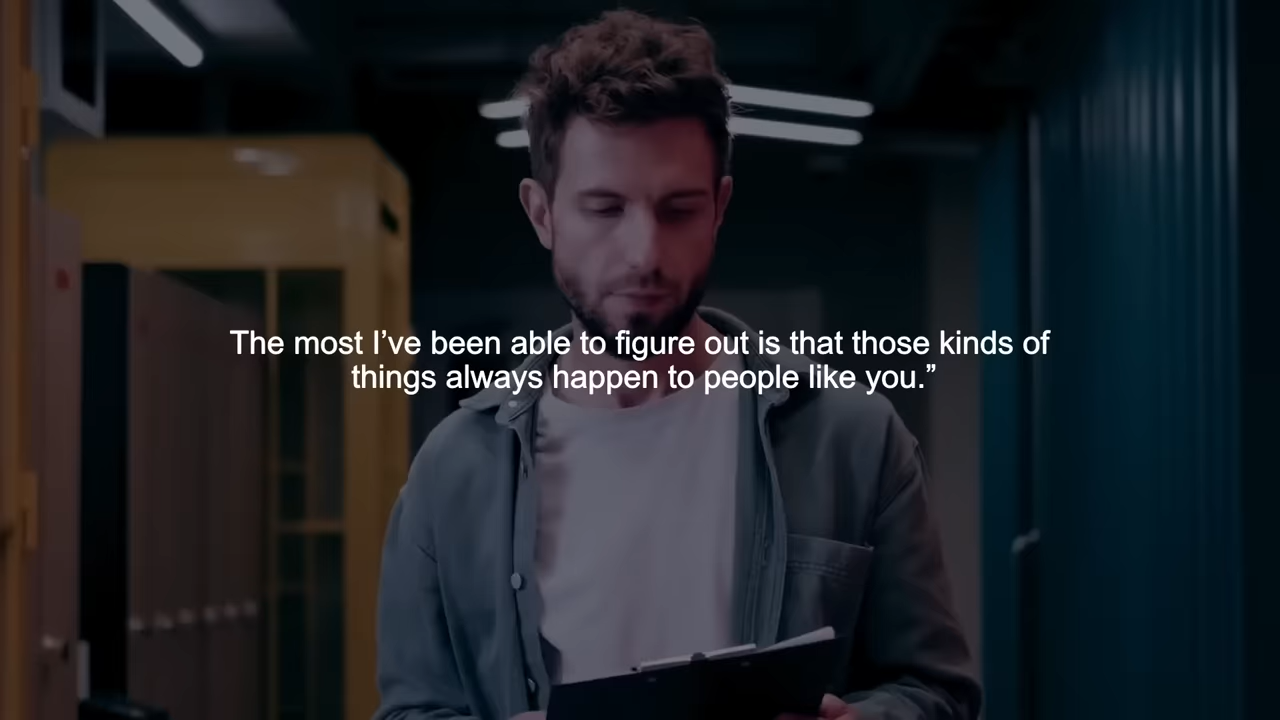 The most I’ve been able to figure out is that those kinds of
things always happen to people like you.”